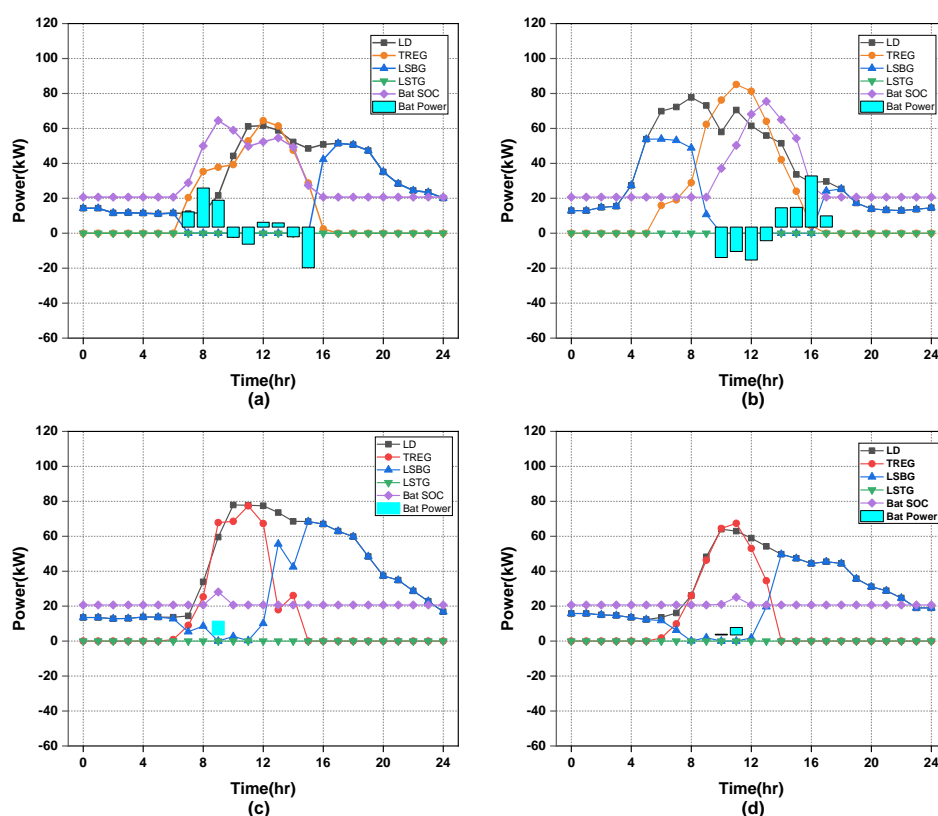 120
100
80
60
40
20
0
-20
-40
-60
Power(kW)
0 4 8 12 16 20 24
Time(hr)
(a)
LD
TREG
LSBG
LSTG
Bat SOC
Bat Power
120
100
80
60
40
20
0
-20
-40
-60
Power(kW)
0 4 8 12 16 20 24
Time(hr)
(b)
LD
TREG
LSBG
LSTG
Bat SOC
Bat Power
120
100
80
60
40
20
0
-20
-40
-60
Power(kW)
0 4 8 12 16 20 24
Time(hr)
(c)
LD
TREG
LSBG
LSTG
Bat SOC
Bat Power
120
100
80
60
40
20
0
-20
-40
-60
Power(kW)
0 4 8 12 16 20 24
Time(hr)
(d)
LD
TREG
LSBG
LSTG
Bat SOC
Bat Power